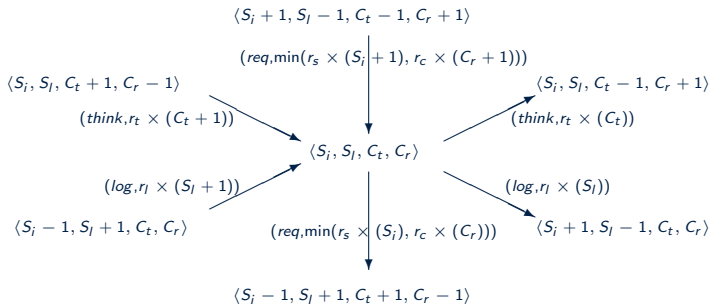 ⟨S_i + 1, S_l − 1, C_t − 1, C_r + 1⟩
(req,min(r_s × (S_i + 1), r_c × (C_r + 1)))
⟨S_i, S_l, C_t + 1, C_r − 1⟩
⟨S_i, S_l, C_t − 1, C_r + 1⟩
(think,r_t × (C_t + 1))
(think,r_t × (C_t))
⟨S_i, S_l, C_t, C_r⟩
(log,r_l × (S_l + 1))
(log,r_l × (S_l))
⟨S_i − 1, S_l + 1, C_t, C_r⟩
(req,min(r_s × (S_i), r_c × (C_r)))
⟨S_i + 1, S_l − 1, C_t, C_r⟩
⟨S_i − 1, S_l + 1, C_t + 1, C_r − 1⟩